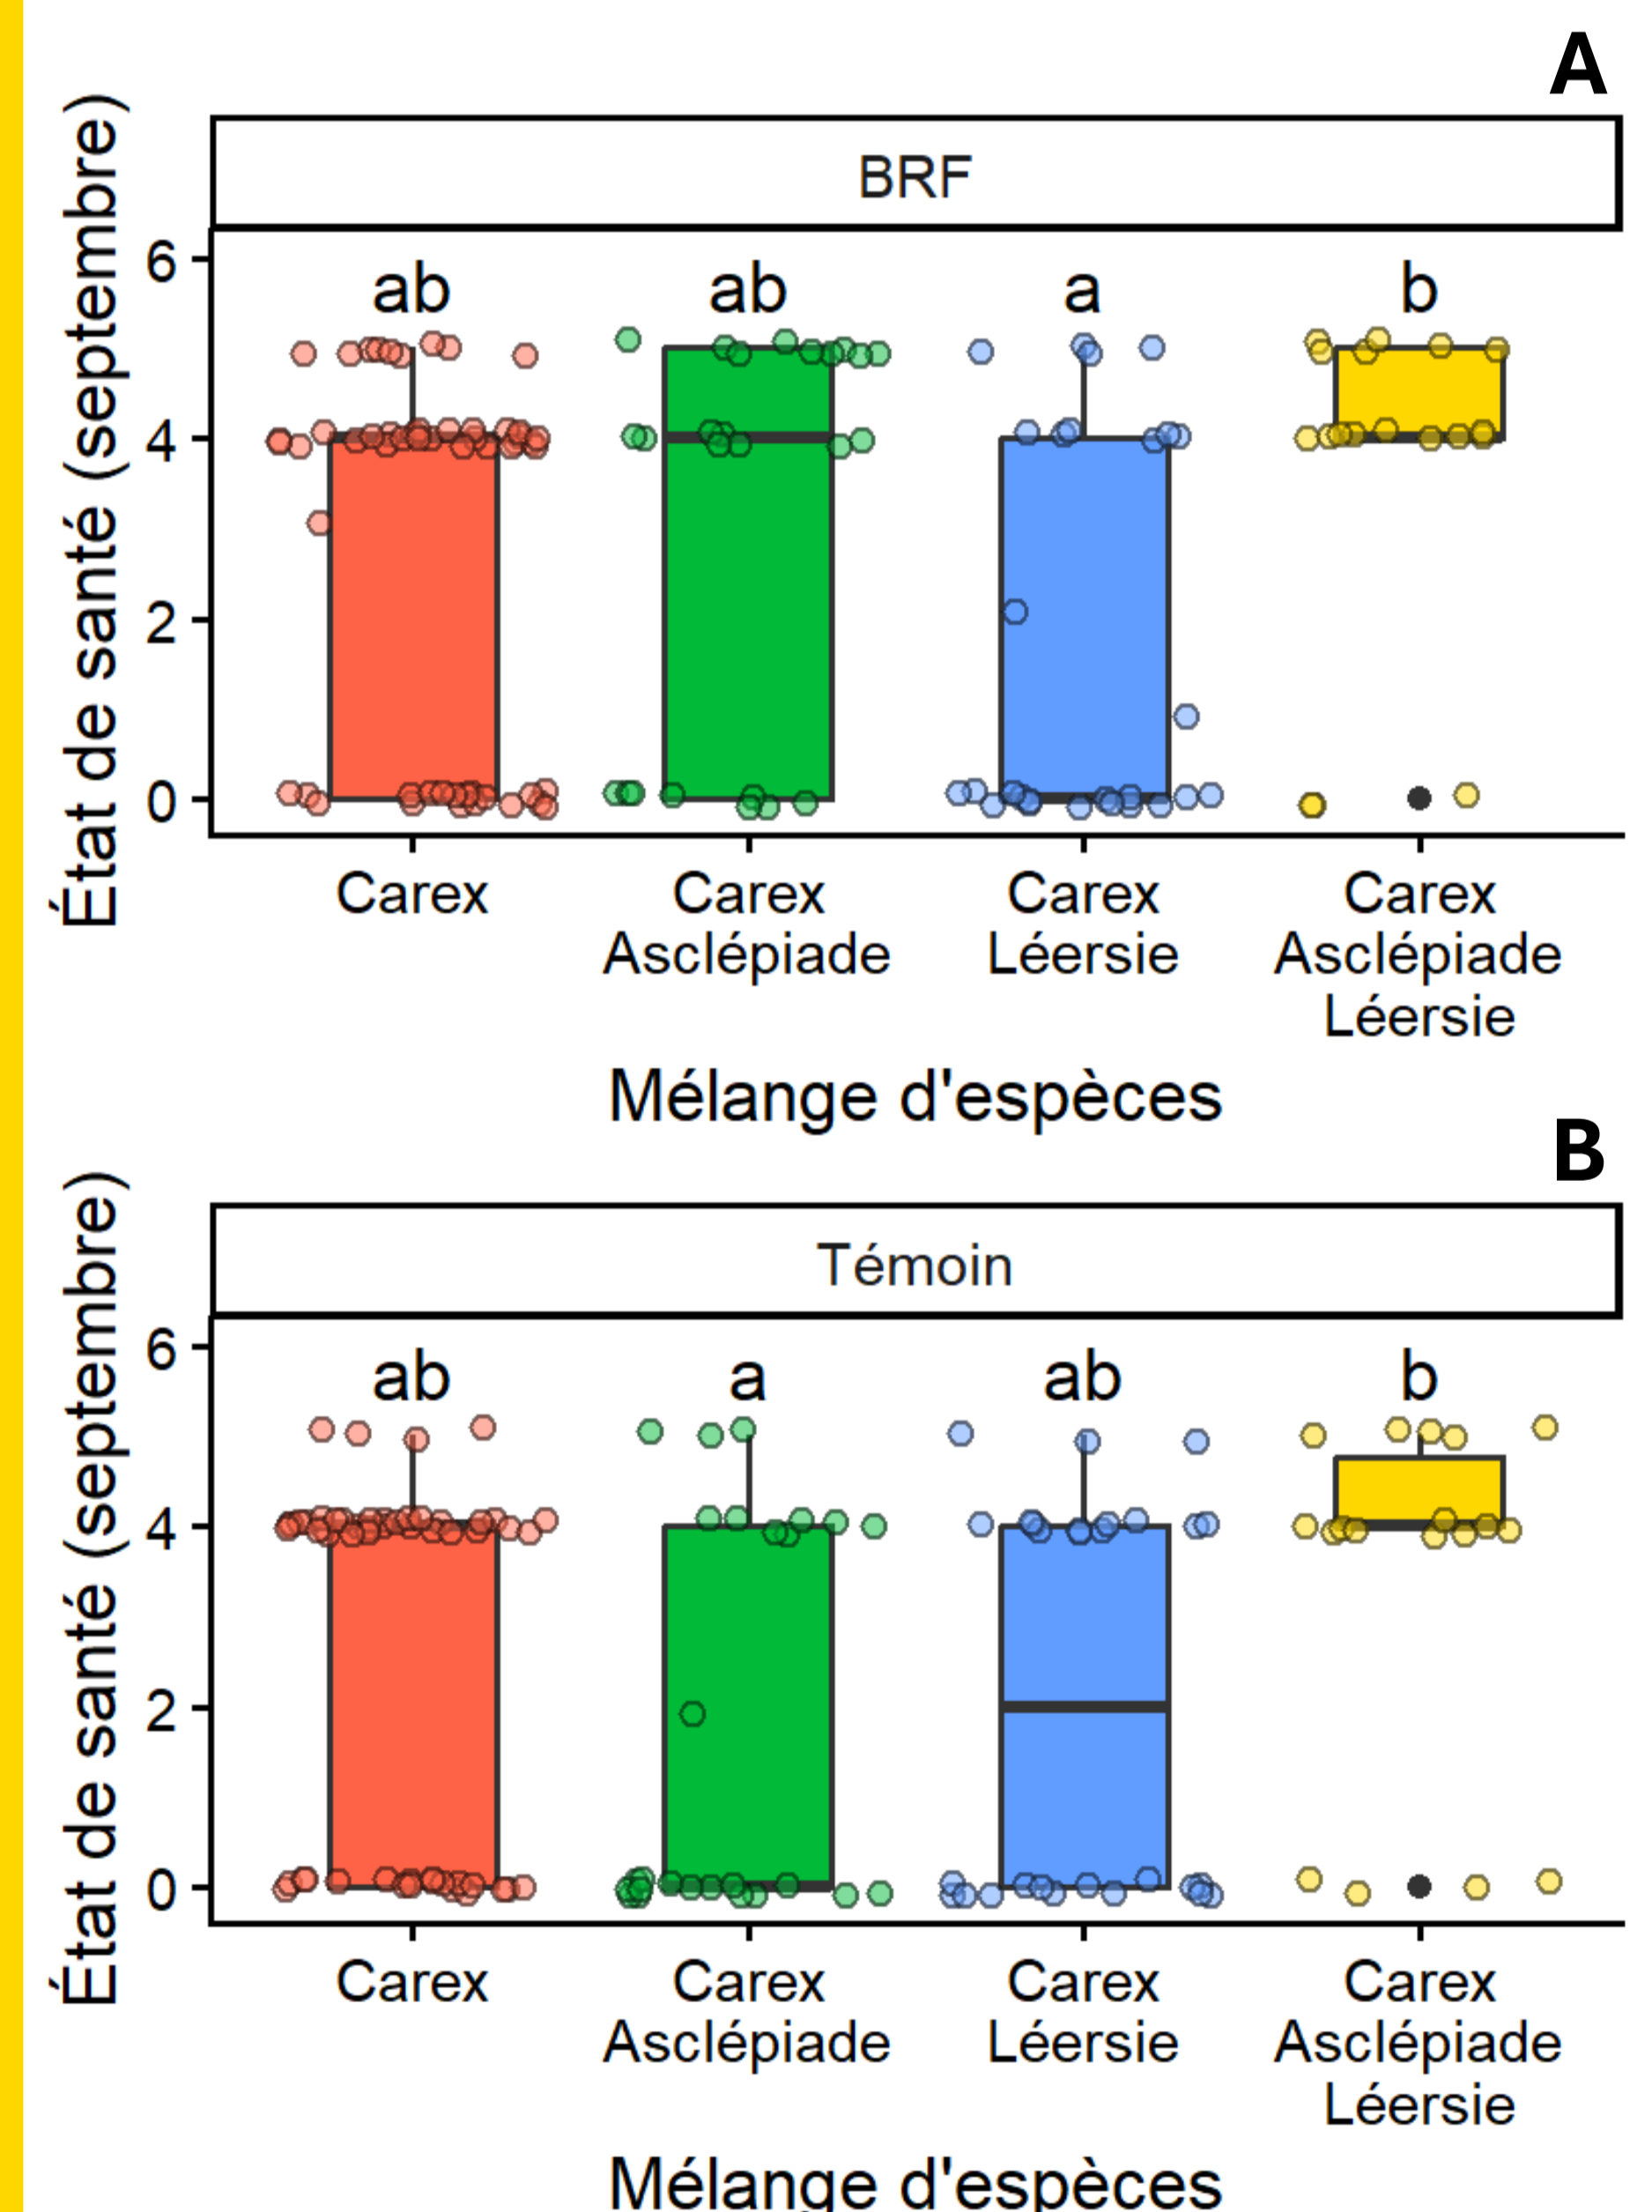 A
BRF
État de santé (septembre)
6
4
2
0
ab ab a b
Carex Carex Carex Carex
Asclépiade Léersie Asclépiade
Léersie
Mélange d'espèces
B
Témoin
État de santé (septembre)
6
4
2
0
ab a ab b
Carex Carex Carex Carex
Asclépiade Léersie Asclépiade
Léersie
Mélange d'espèces